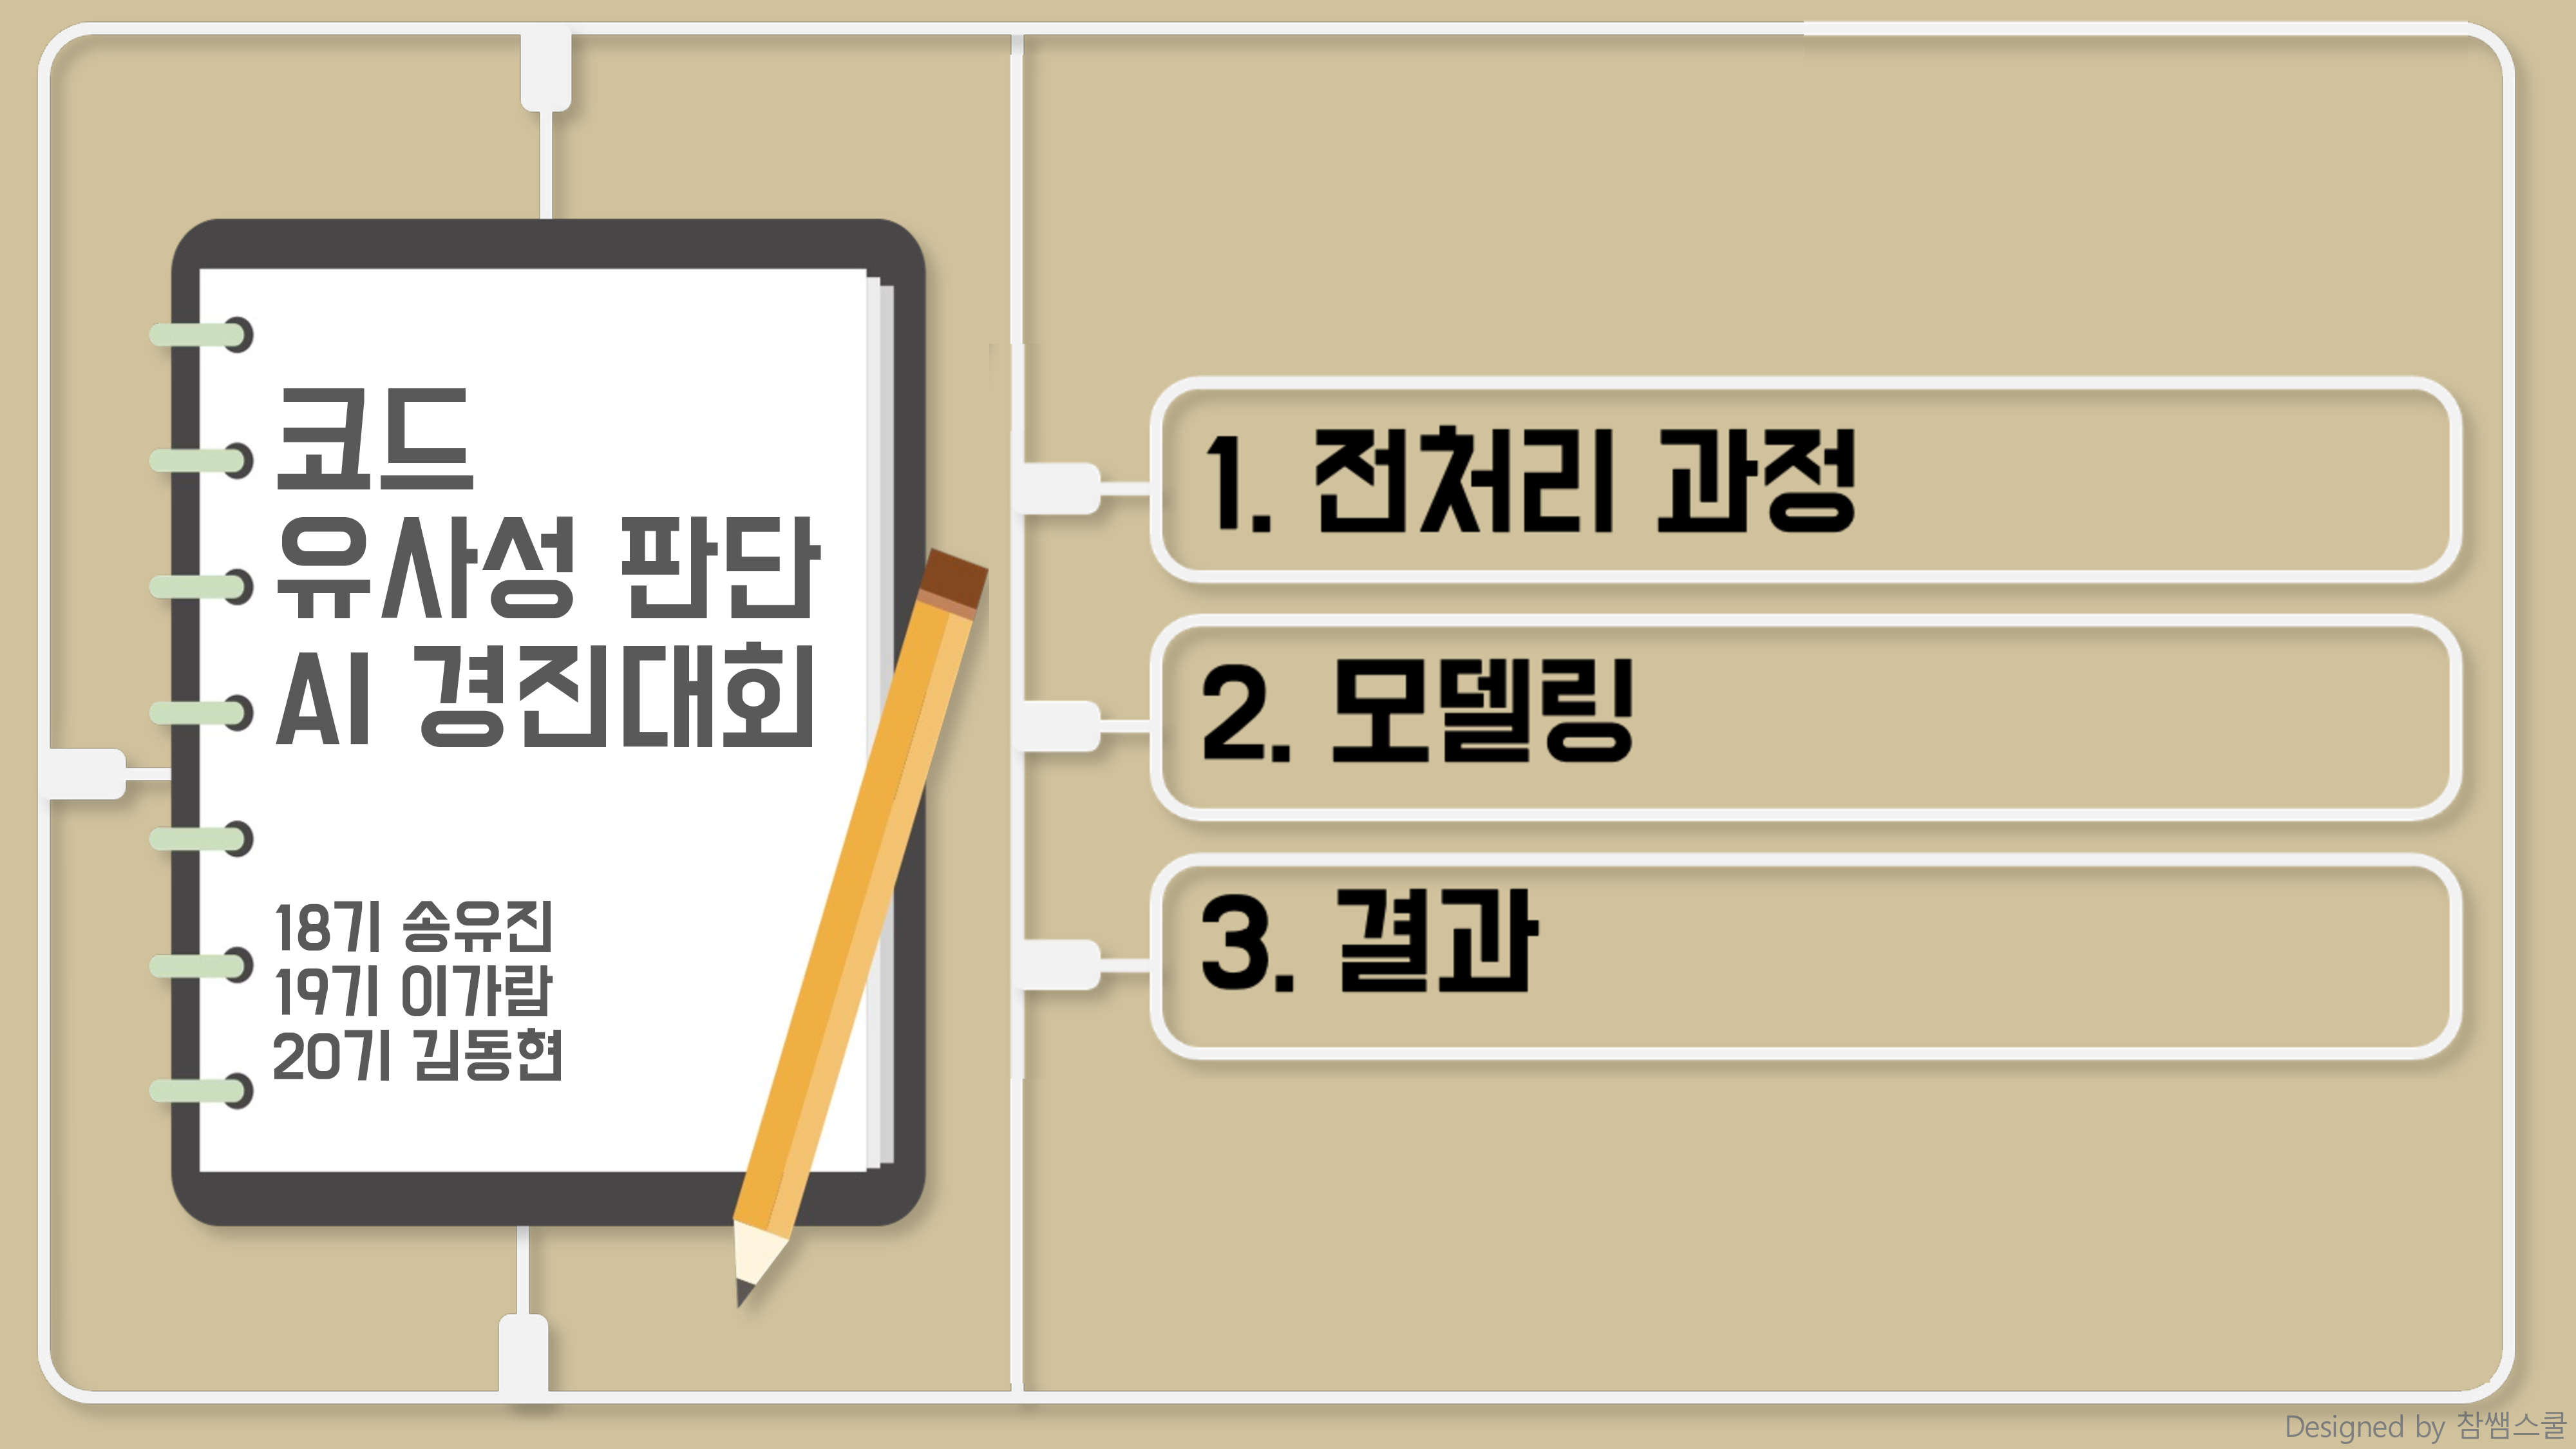 코드
유사성 판단
AI 경진대회
18기 송유진
19기 이가람
20기 김동현
1. 전처리 과정
2. 모델링
3. 결과
Designed by 참쌤스쿨